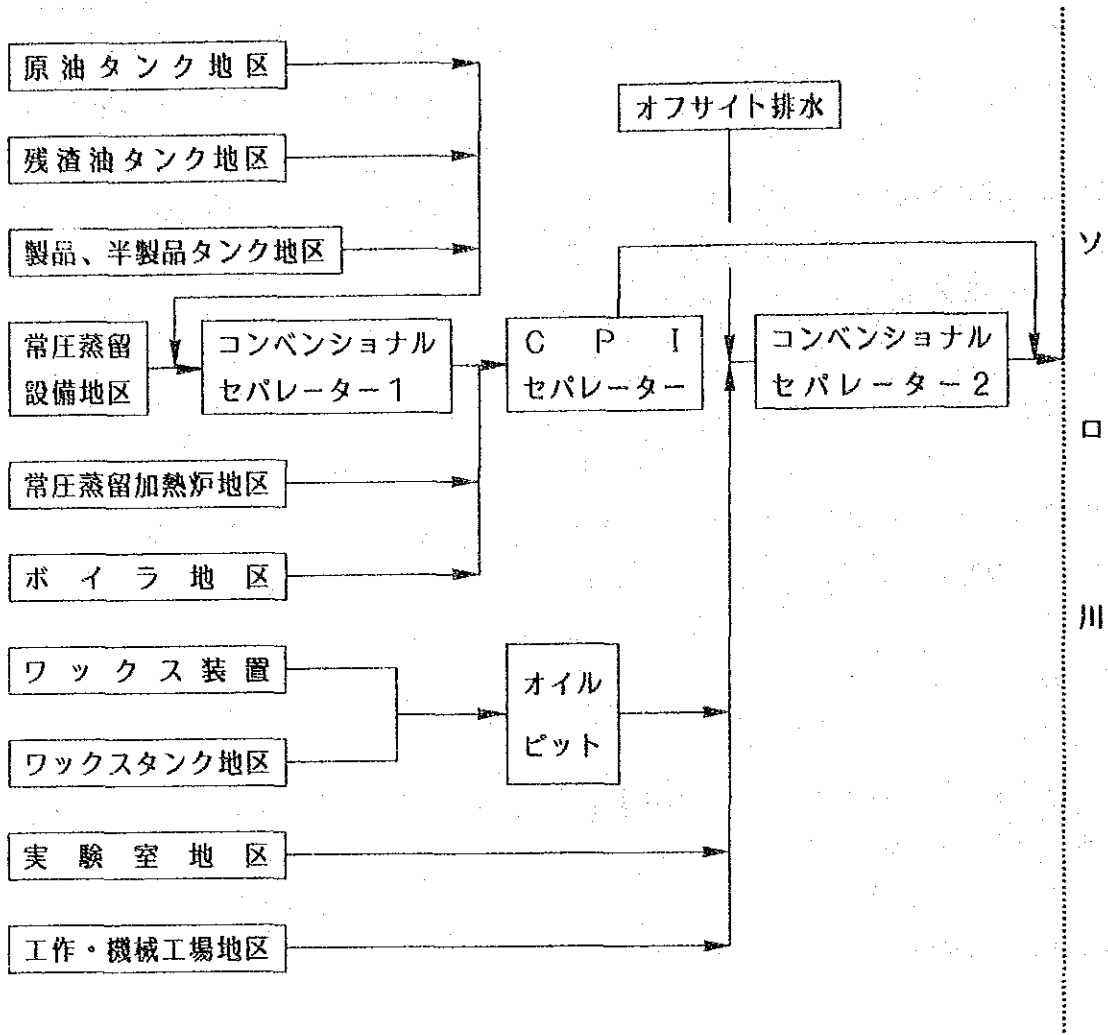 原油タンク地区
オフサイト排水
残渣油タンク地区
製品、半製品タンク地区
常圧蒸留
設備地区
コンベンショナル
セパレーター1
CPI
セパレーター
コンベンショナル
セパレーター2
ソロ川
常圧蒸留加熱炉地区
ボイラ地区
ワックス装置
ワックスタンク地区
オイル
ピット
実験室地区
工作・機械工場地区